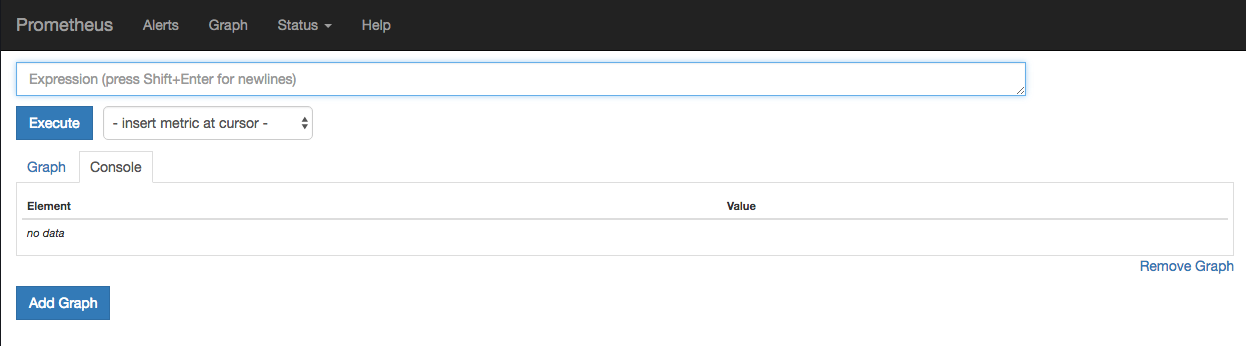 Prometheus Alerts Graph Status Help
Expression (press Shift+Enter for newlines)
Execute - insert metric at cursor -
Graph Console
Element Value
no data
Remove Graph
Add Graph